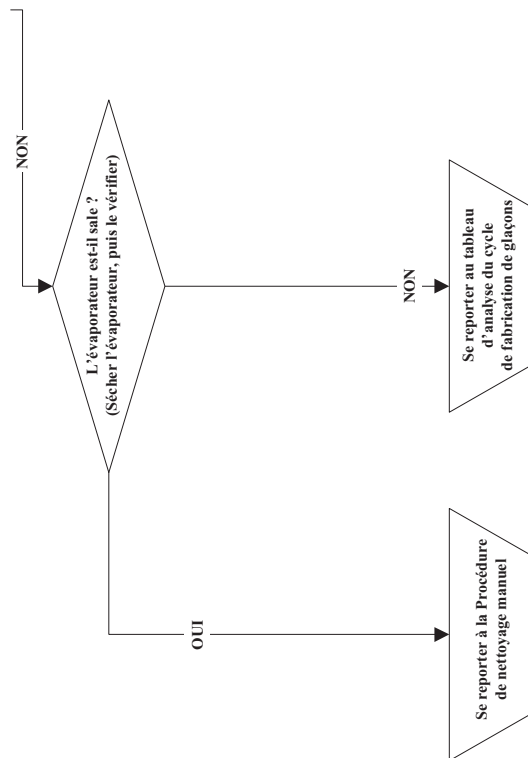 NON
L'évaporateur est-il sale ?
(Sécher l'évaporateur, puis le vérifier)
OUI
NON
Se reporter à la Procédure
de nettoyage manuel
Se reporter au tableau
d'analyse du cycle
de fabrication de glaçons